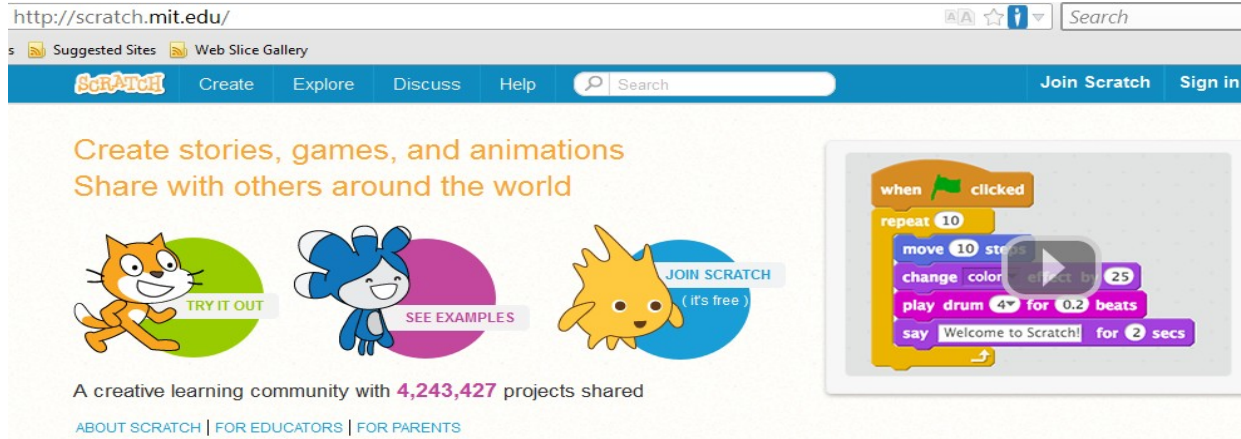 http://scratch.mit.edu/ Search
s Suggested Sites Web Slice Gallery
SCRATCH Create Explore Discuss Help Search Join Scratch Sign in
Create stories, games, and animations
Share with others around the world
TRY IT OUT
SEE EXAMPLES
JOIN SCRATCH
( it's free )
A creative learning community with 4,243,427 projects shared
ABOUT SCRATCH | FOR EDUCATORS | FOR PARENTS
when clicked
repeat 10
move 10 steps
change color effect by 25
play drum 4 for 0.2 beats
say Welcome to Scratch! for 2 secs